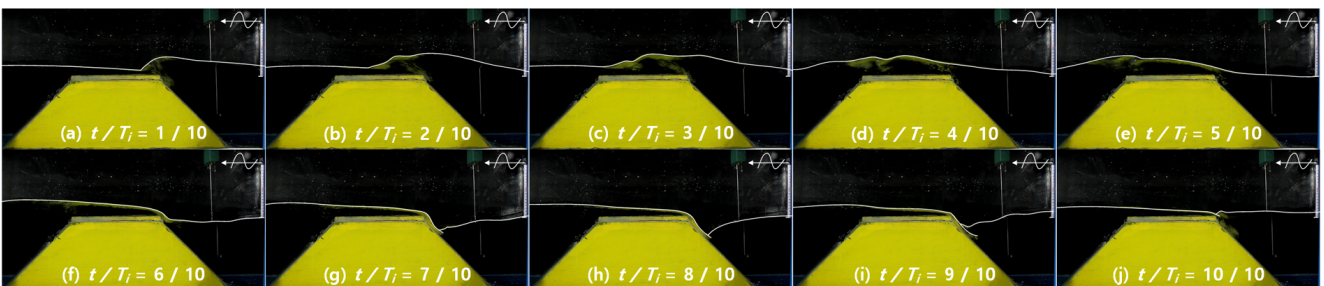 (a) t / Tᵢ = 1 / 10
(b) t / Tᵢ = 2 / 10
(c) t / Tᵢ = 3 / 10
(d) t / Tᵢ = 4 / 10
(e) t / Tᵢ = 5 / 10
(f) t / Tᵢ = 6 / 10
(g) t / Tᵢ = 7 / 10
(h) t / Tᵢ = 8 / 10
(i) t / Tᵢ = 9 / 10
(j) t / Tᵢ = 10 / 10